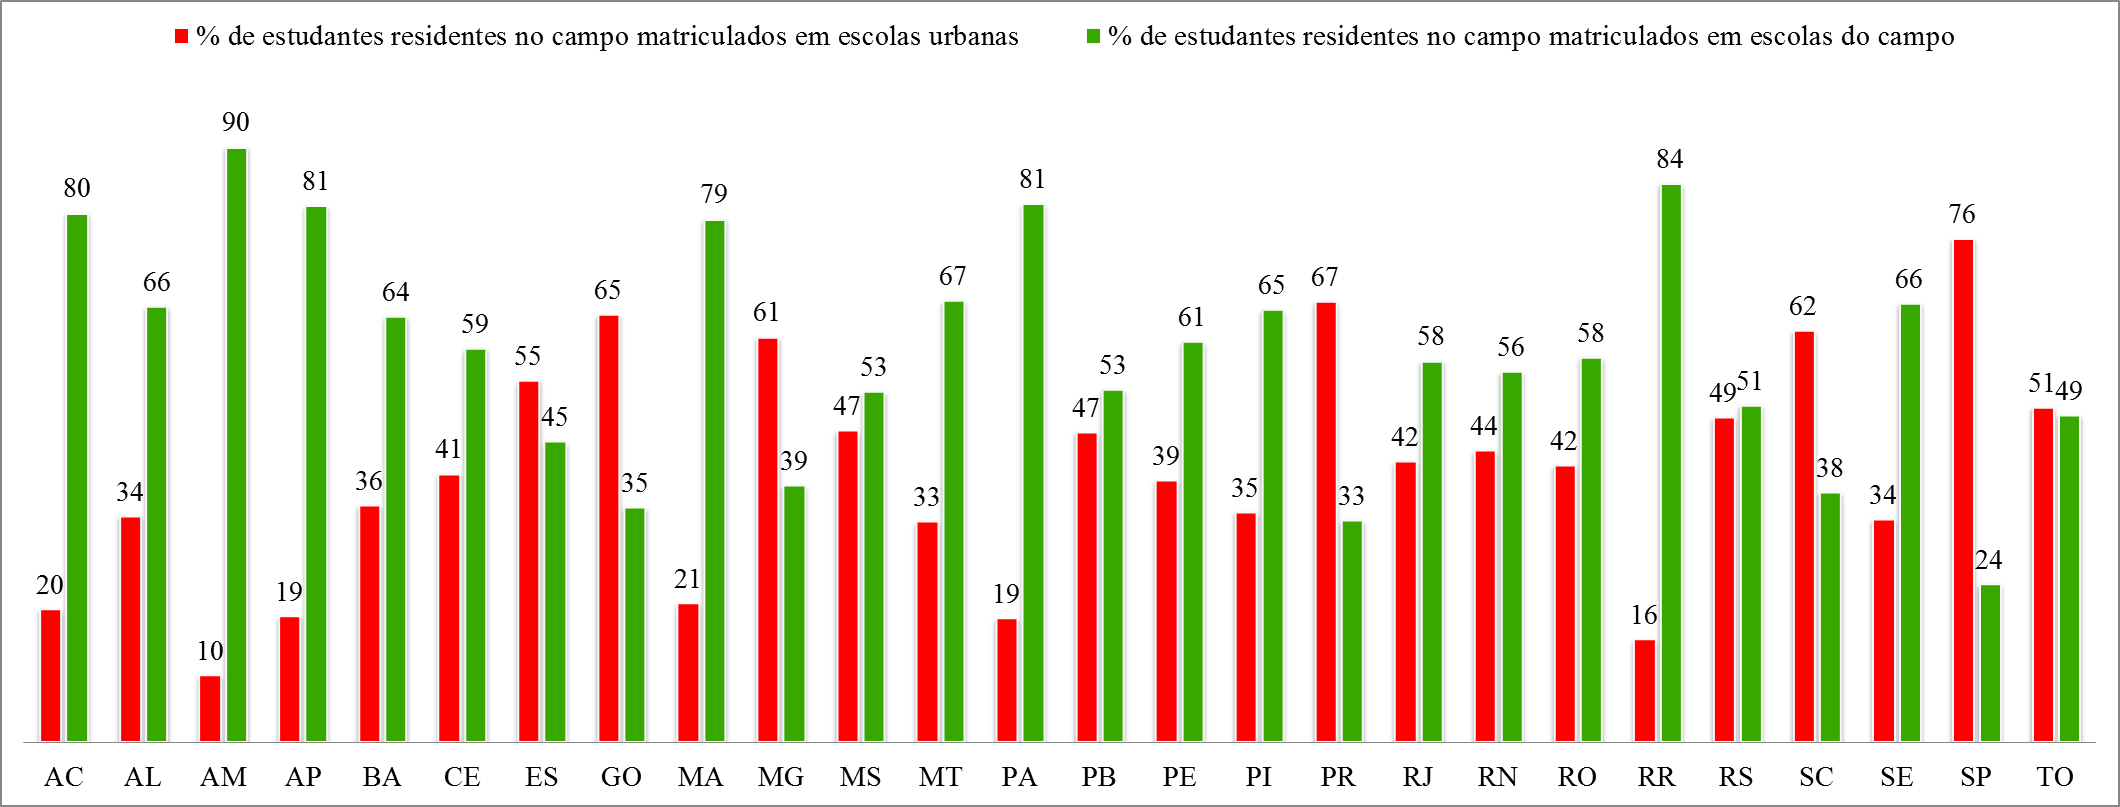 % de estudantes residentes no campo matriculados em escolas urbanas % de estudantes residentes no campo matriculados em escolas do campo
20 80 34 66 10 90 19 81 36 64 41 59 55 45 65 35 21 79 61 39 47 53 33 67 19 81 47 53 39 61 35 65 67 33 42 58 44 56 42 58 16 84 49 51 62 38 34 66 76 24 51 49
AC AL AM AP BA CE ES GO MA MG MS MT PA PB PE PI PR RJ RN RO RR RS SC SE SP TO